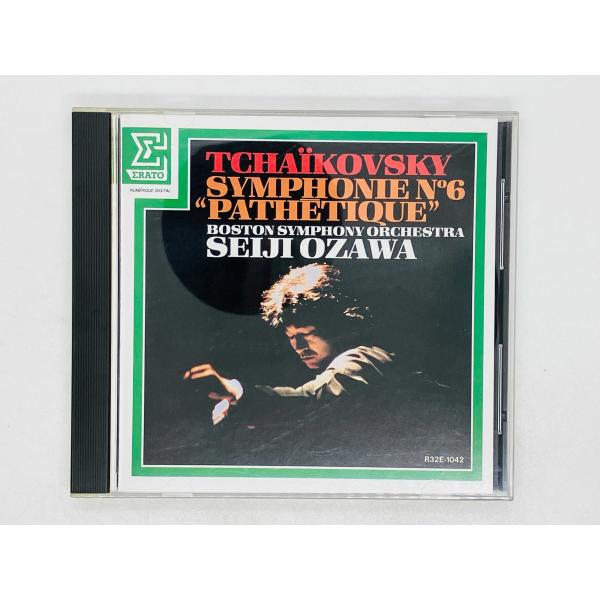 ERATO
NUMÉRIQUE DIGITAL
TCHAÏKOVSKY
SYMPHONIE Nº6
“PATHÉTIQUE”
BOSTON SYMPHONY ORCHESTRA
SEIJI OZAWA
R32E-1042